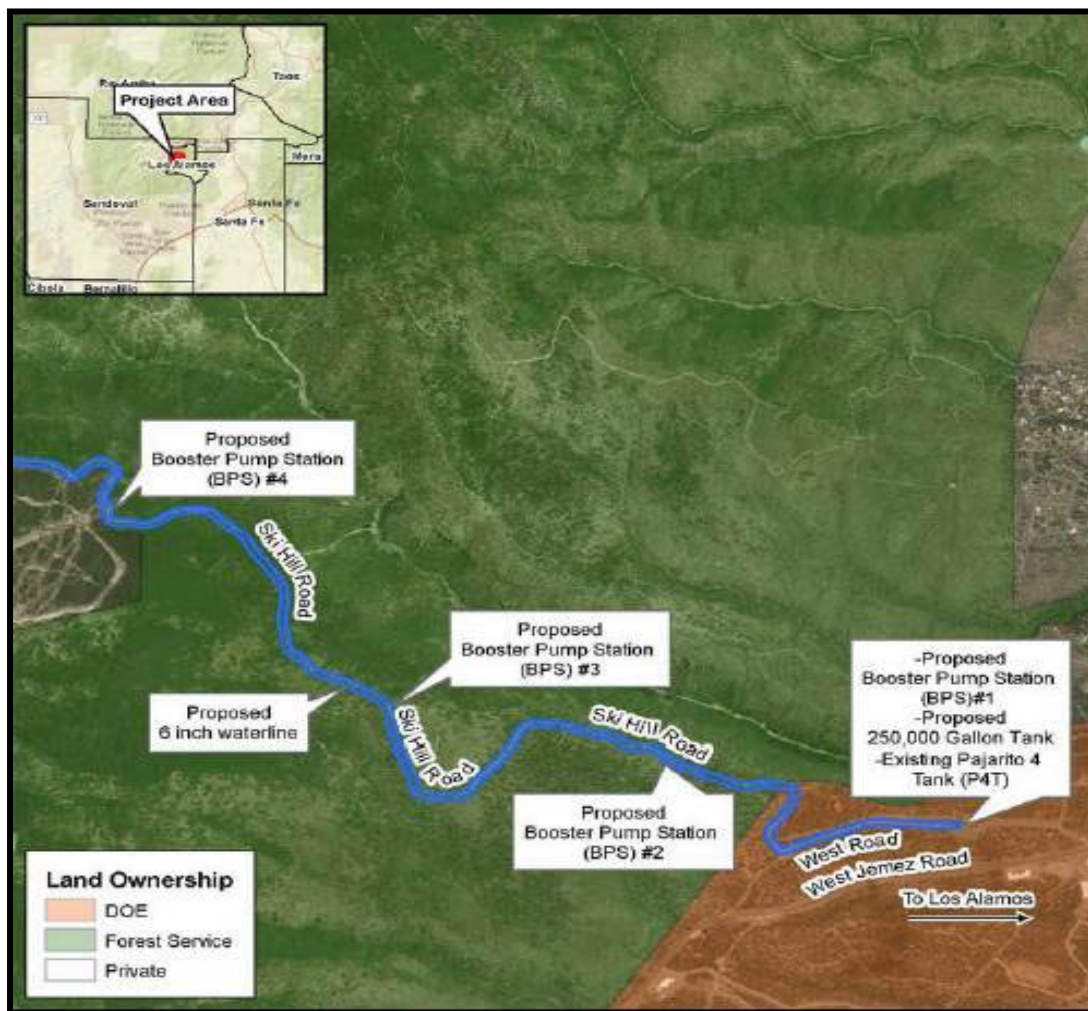 Taos
Project Area
Los Alamos
Mora
Sandoval
Santa Fe
Santa Fe
Cibola
Bernalillo
Proposed
Booster Pump Station
(BPS) #4
Ski Hill Road
Proposed
Booster Pump Station
(BPS) #3
Proposed
6 inch waterline
Ski Hill Road
Ski Hill Road
Proposed
Booster Pump Station
(BPS) #2
-Proposed
Booster Pump Station
(BPS)#1
-Proposed
250,000 Gallon Tank
-Existing Pajarito 4
Tank (P4T)
West Road
West Jemez Road
To Los Alamos
Land Ownership
DOE
Forest Service
Private